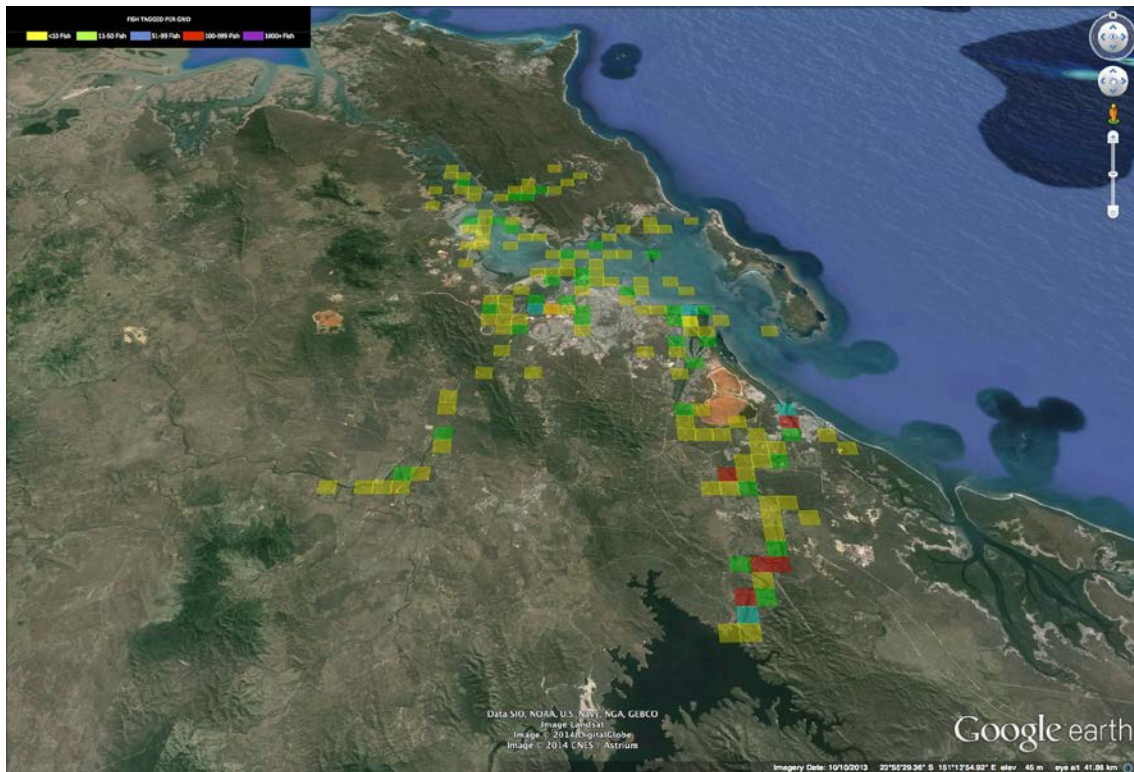 FISH TAGGED PER GRID
<10 Fish 11-50 Fish 51-99 Fish 100-999 Fish 1000+ Fish
Data SIO, NOAA, U.S. Navy, NGA, GEBCO
Image Landsat
Image © 2014 DigitalGlobe
Image © 2014 CNES / Astrium
Google earth
Imagery Date: 10/10/2013 23°55'29.36" S 151°12'54.92" E elev 45 m eye alt 41.86 km